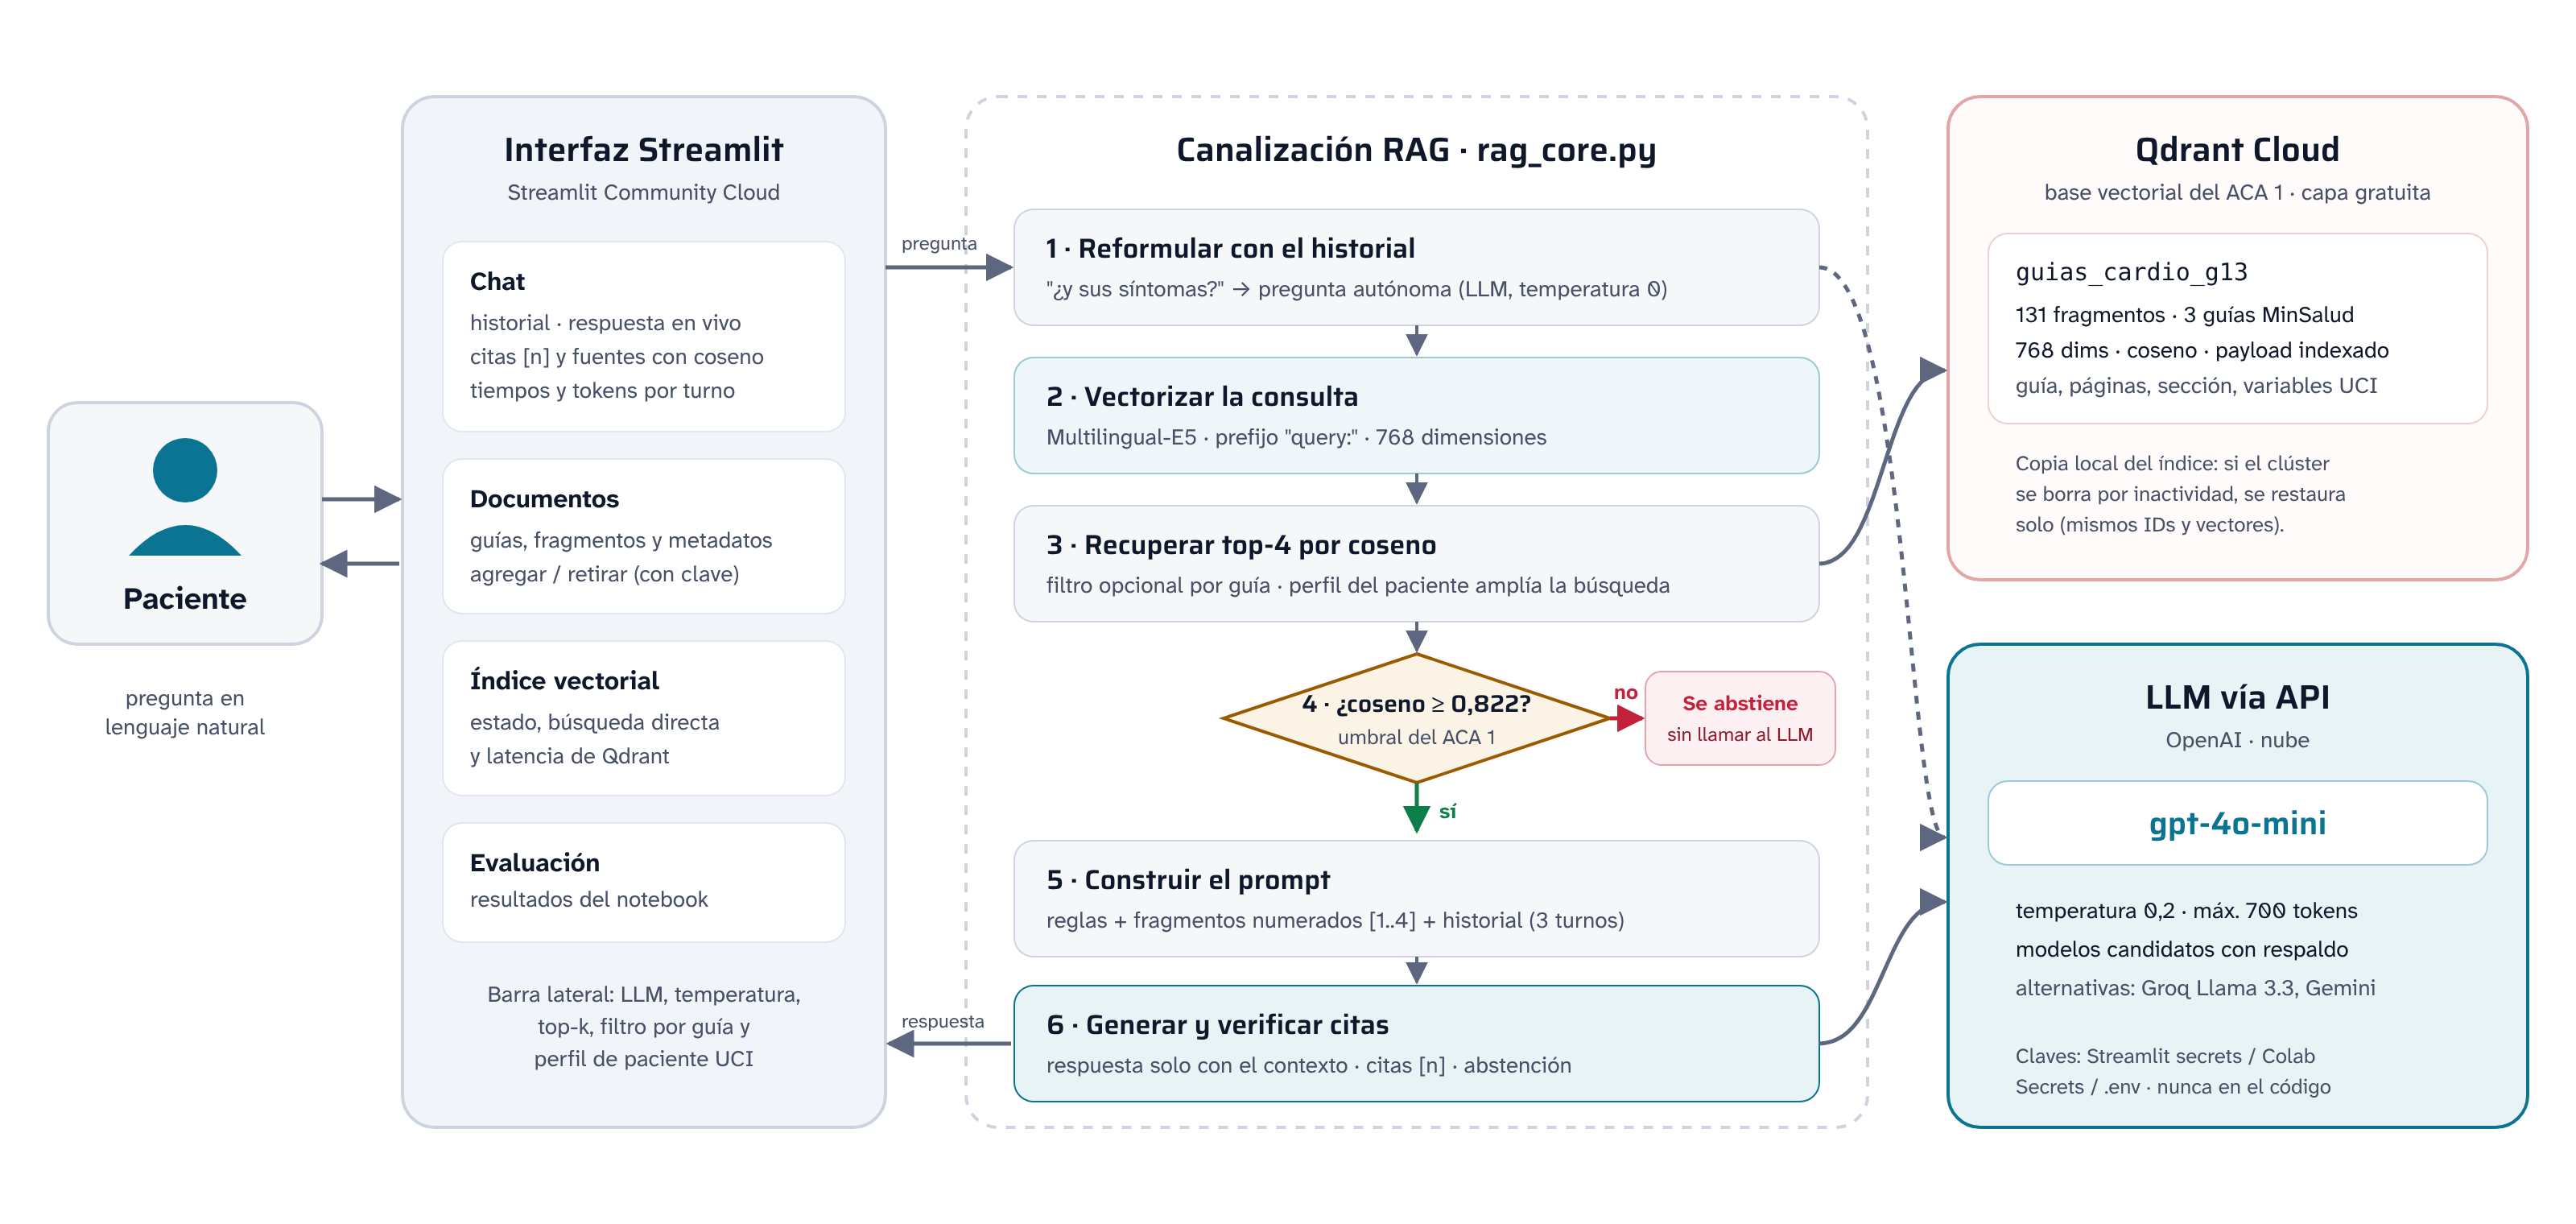 Paciente
pregunta en
lenguaje natural
Interfaz Streamlit
Streamlit Community Cloud
Chat
historial · respuesta en vivo
citas [n] y fuentes con coseno
tiempos y tokens por turno
Documentos
guías, fragmentos y metadatos
agregar / retirar (con clave)
Índice vectorial
estado, búsqueda directa
y latencia de Qdrant
Evaluación
resultados del notebook
Barra lateral: LLM, temperatura,
top-k, filtro por guía y
perfil de paciente UCI
pregunta
respuesta
Canalización RAG · rag_core.py
1 · Reformular con el historial
"¿y sus síntomas?" → pregunta autónoma (LLM, temperatura 0)
2 · Vectorizar la consulta
Multilingual-E5 · prefijo "query:" · 768 dimensiones
3 · Recuperar top-4 por coseno
filtro opcional por guía · perfil del paciente amplía la búsqueda
4 · ¿coseno ≥ 0,822?
umbral del ACA 1
no
Se abstiene
sin llamar al LLM
sí
5 · Construir el prompt
reglas + fragmentos numerados [1..4] + historial (3 turnos)
6 · Generar y verificar citas
respuesta solo con el contexto · citas [n] · abstención
Qdrant Cloud
base vectorial del ACA 1 · capa gratuita
guias_cardio_g13
131 fragmentos · 3 guías MinSalud
768 dims · coseno · payload indexado
guía, páginas, sección, variables UCI
Copia local del índice: si el clúster
se borra por inactividad, se restaura
solo (mismos IDs y vectores).
LLM vía API
OpenAI · nube
gpt-4o-mini
temperatura 0,2 · máx. 700 tokens
modelos candidatos con respaldo
alternativas: Groq Llama 3.3, Gemini
Claves: Streamlit secrets / Colab
Secrets / .env · nunca en el código